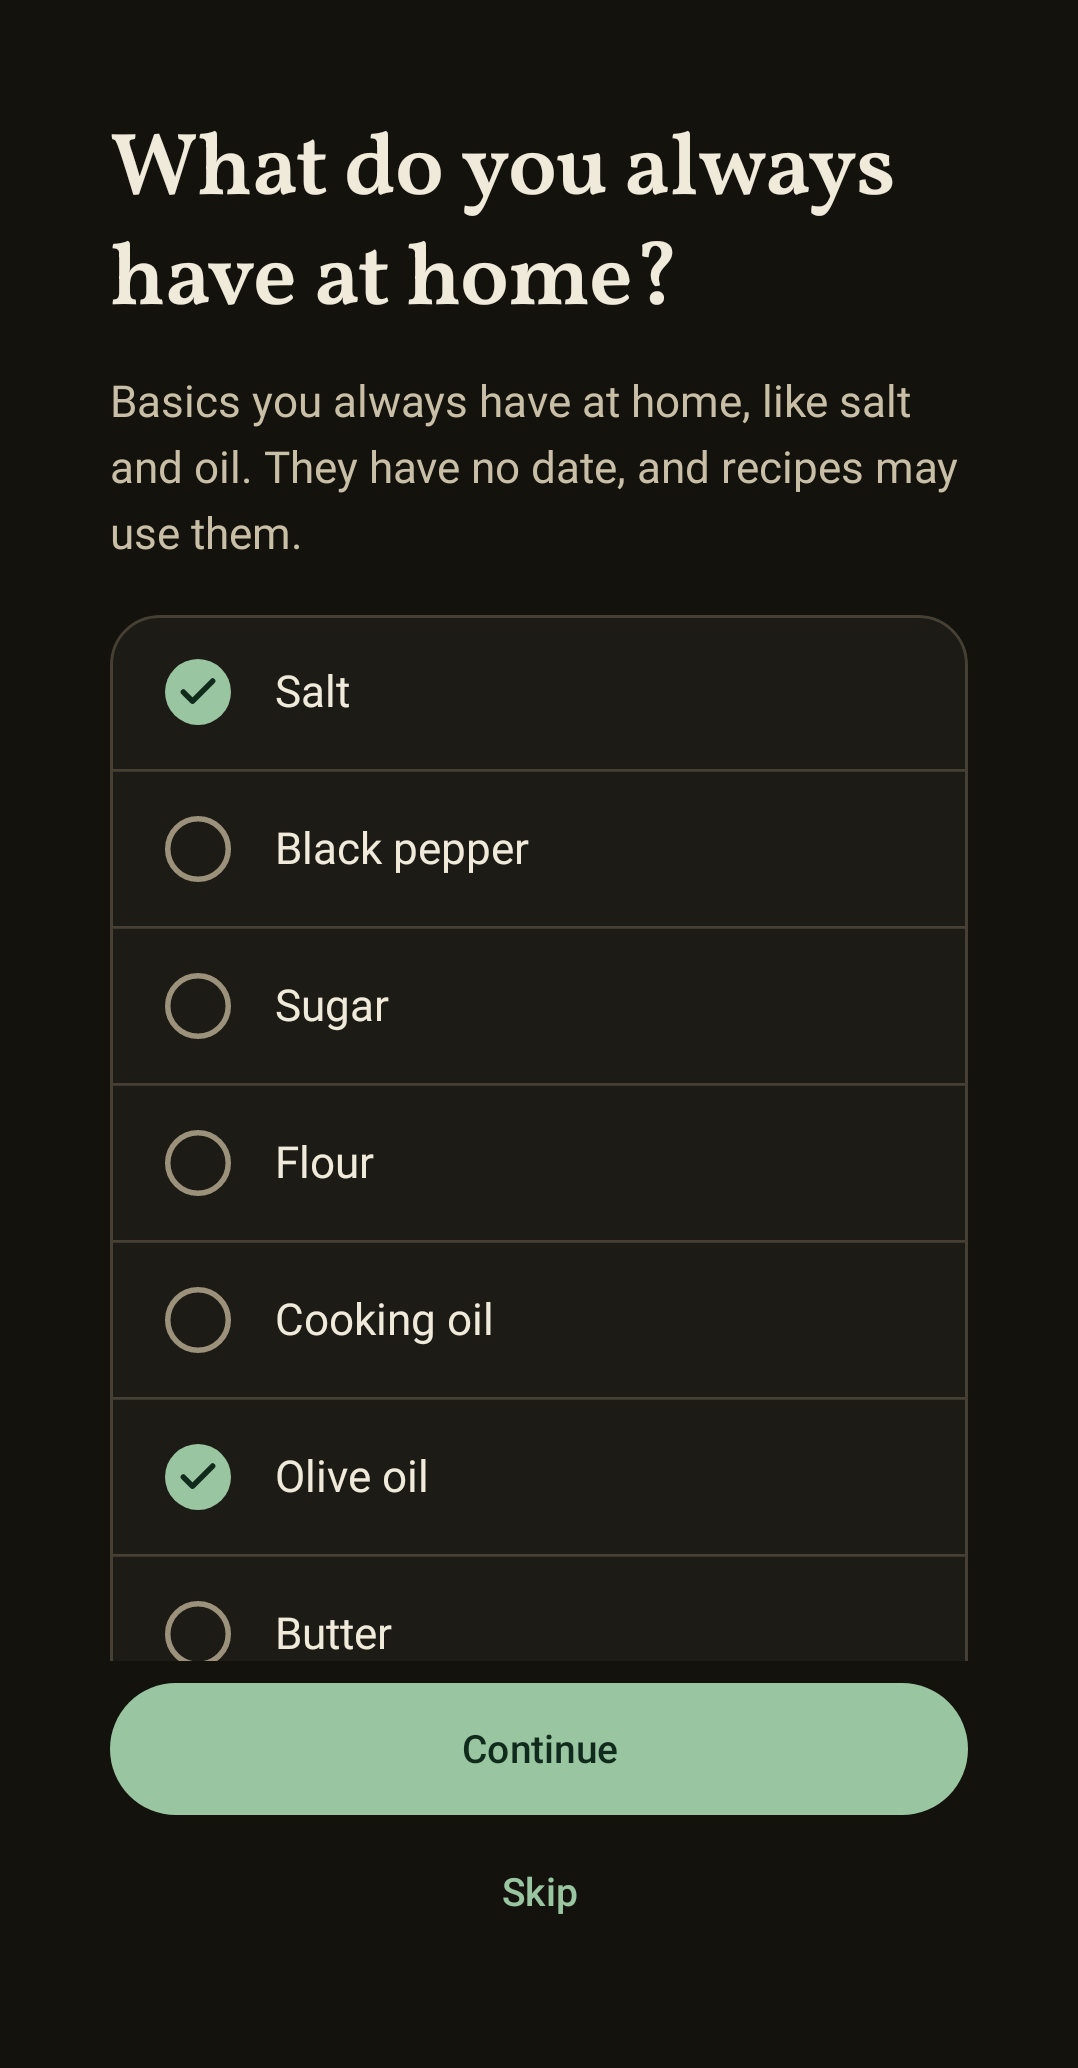 What do you always
have at home?
Basics you always have at home, like salt
and oil. They have no date, and recipes may
use them.
Salt
Black pepper
Sugar
Flour
Cooking oil
Olive oil
Butter
Continue
Skip